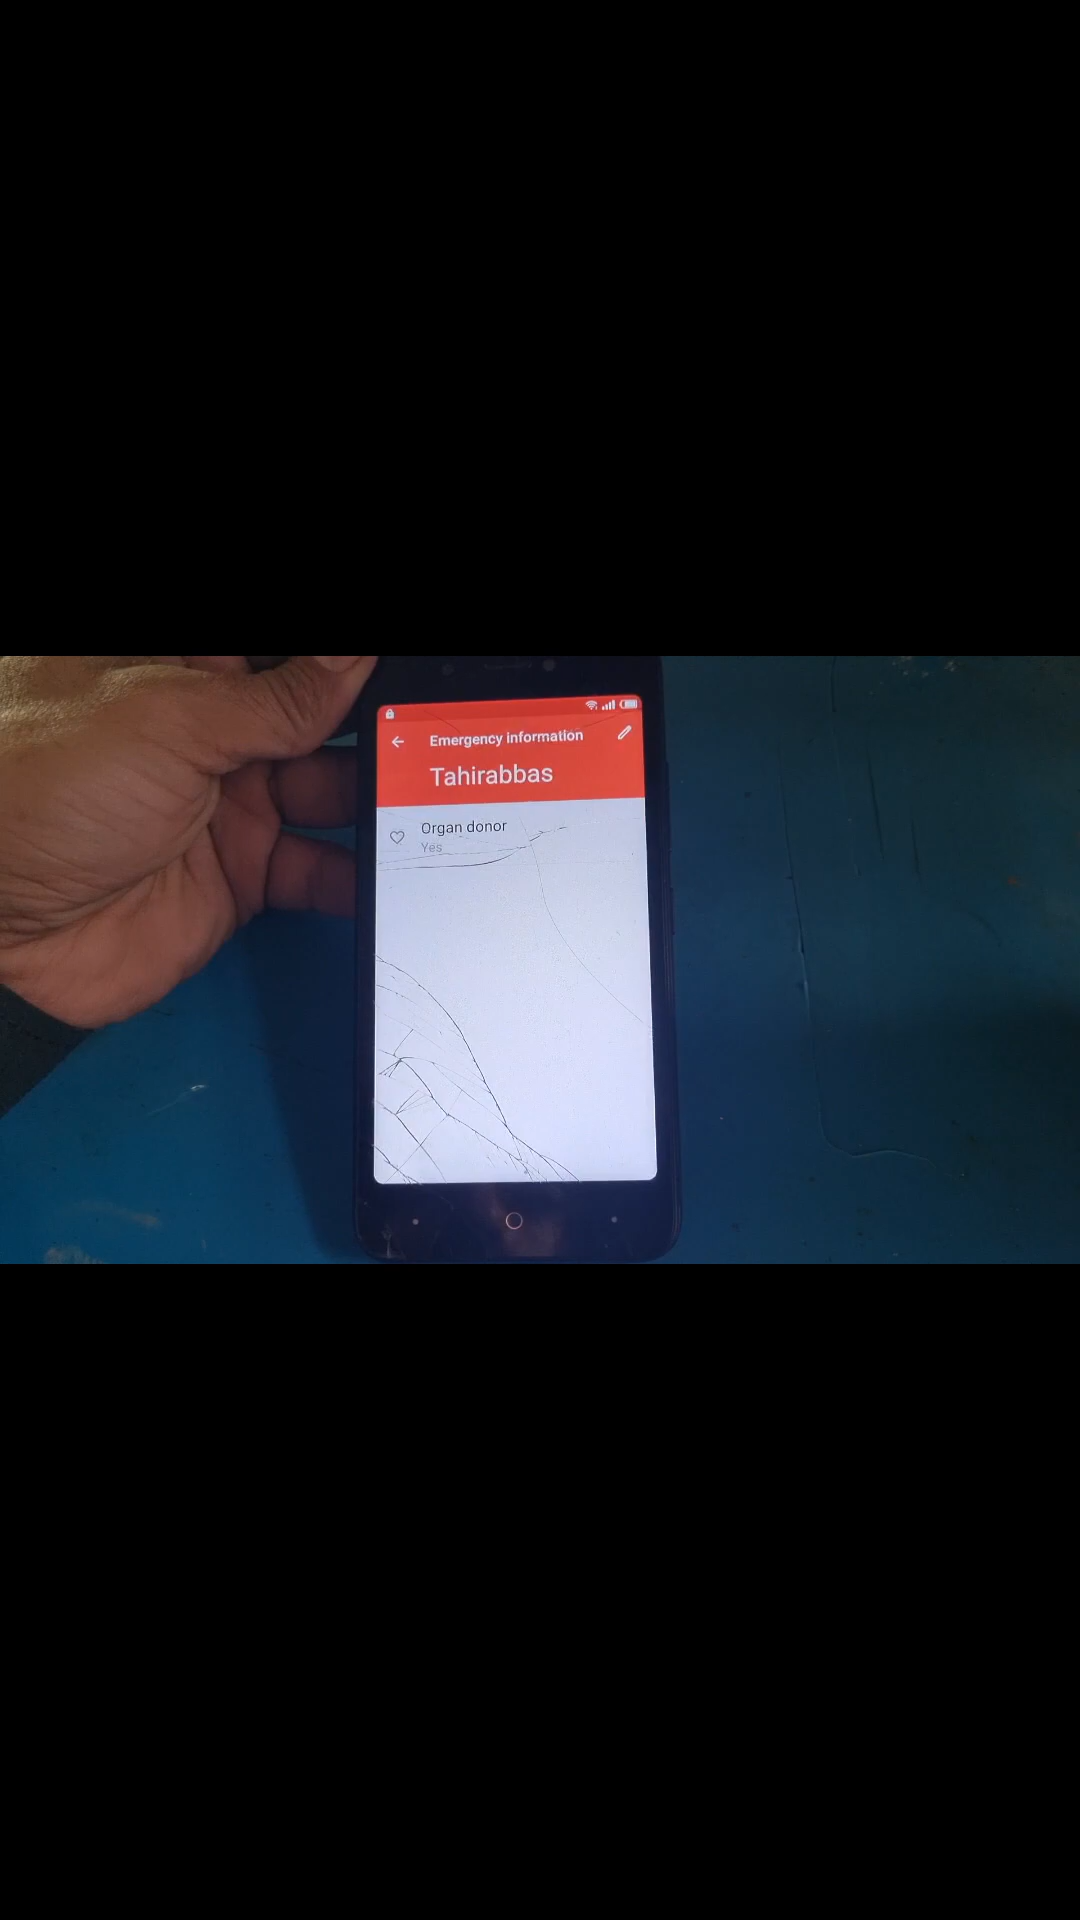 Emergency information
Tahirabbas
Organ donor
Yes